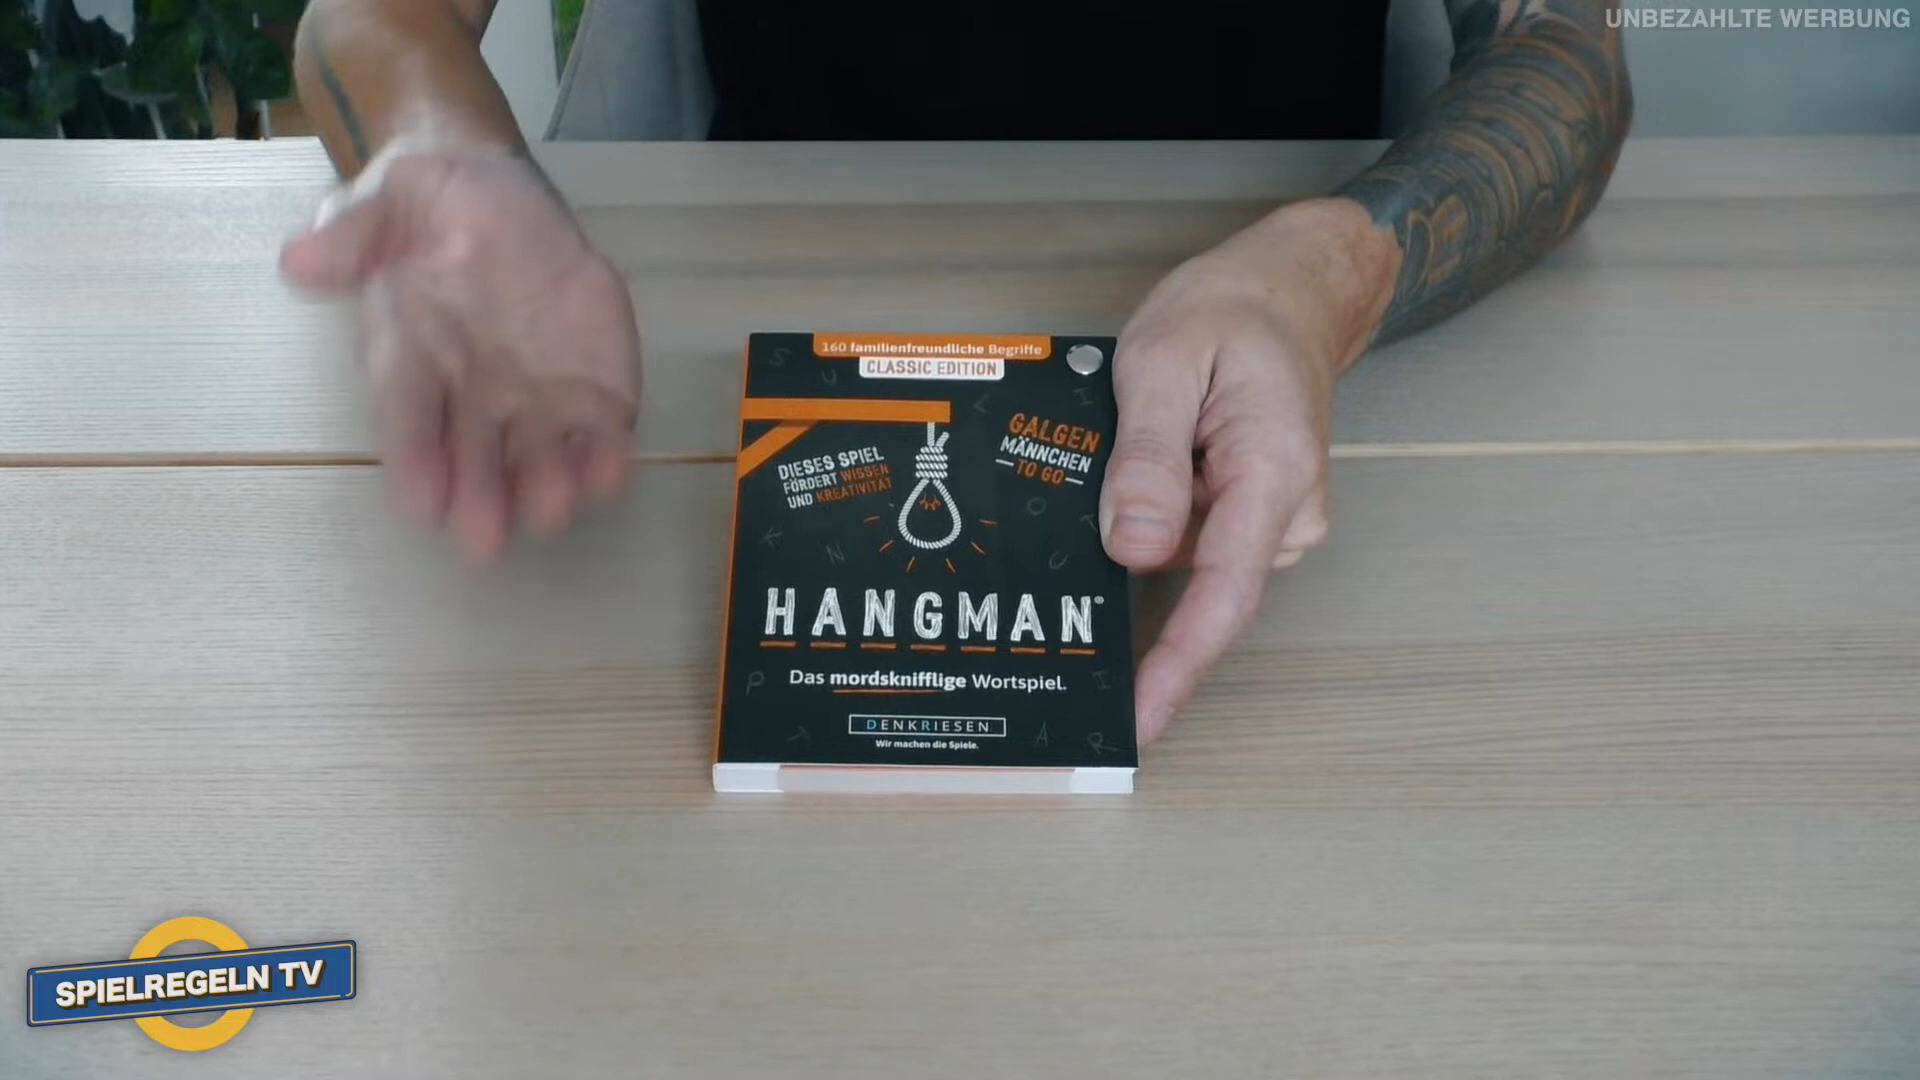 UNBEZAHLTE WERBUNG
160 familienfreundliche Begriffe
CLASSIC EDITION
GALGEN
MÄNNCHEN
TO GO
DIESES SPIEL
FÖRDERT WISSEN
UND KREATIVITÄT
HANGMAN®
Das mordsknifflige Wortspiel.
DENKRIESEN
Wir machen die Spiele.
SPIELREGELN TV